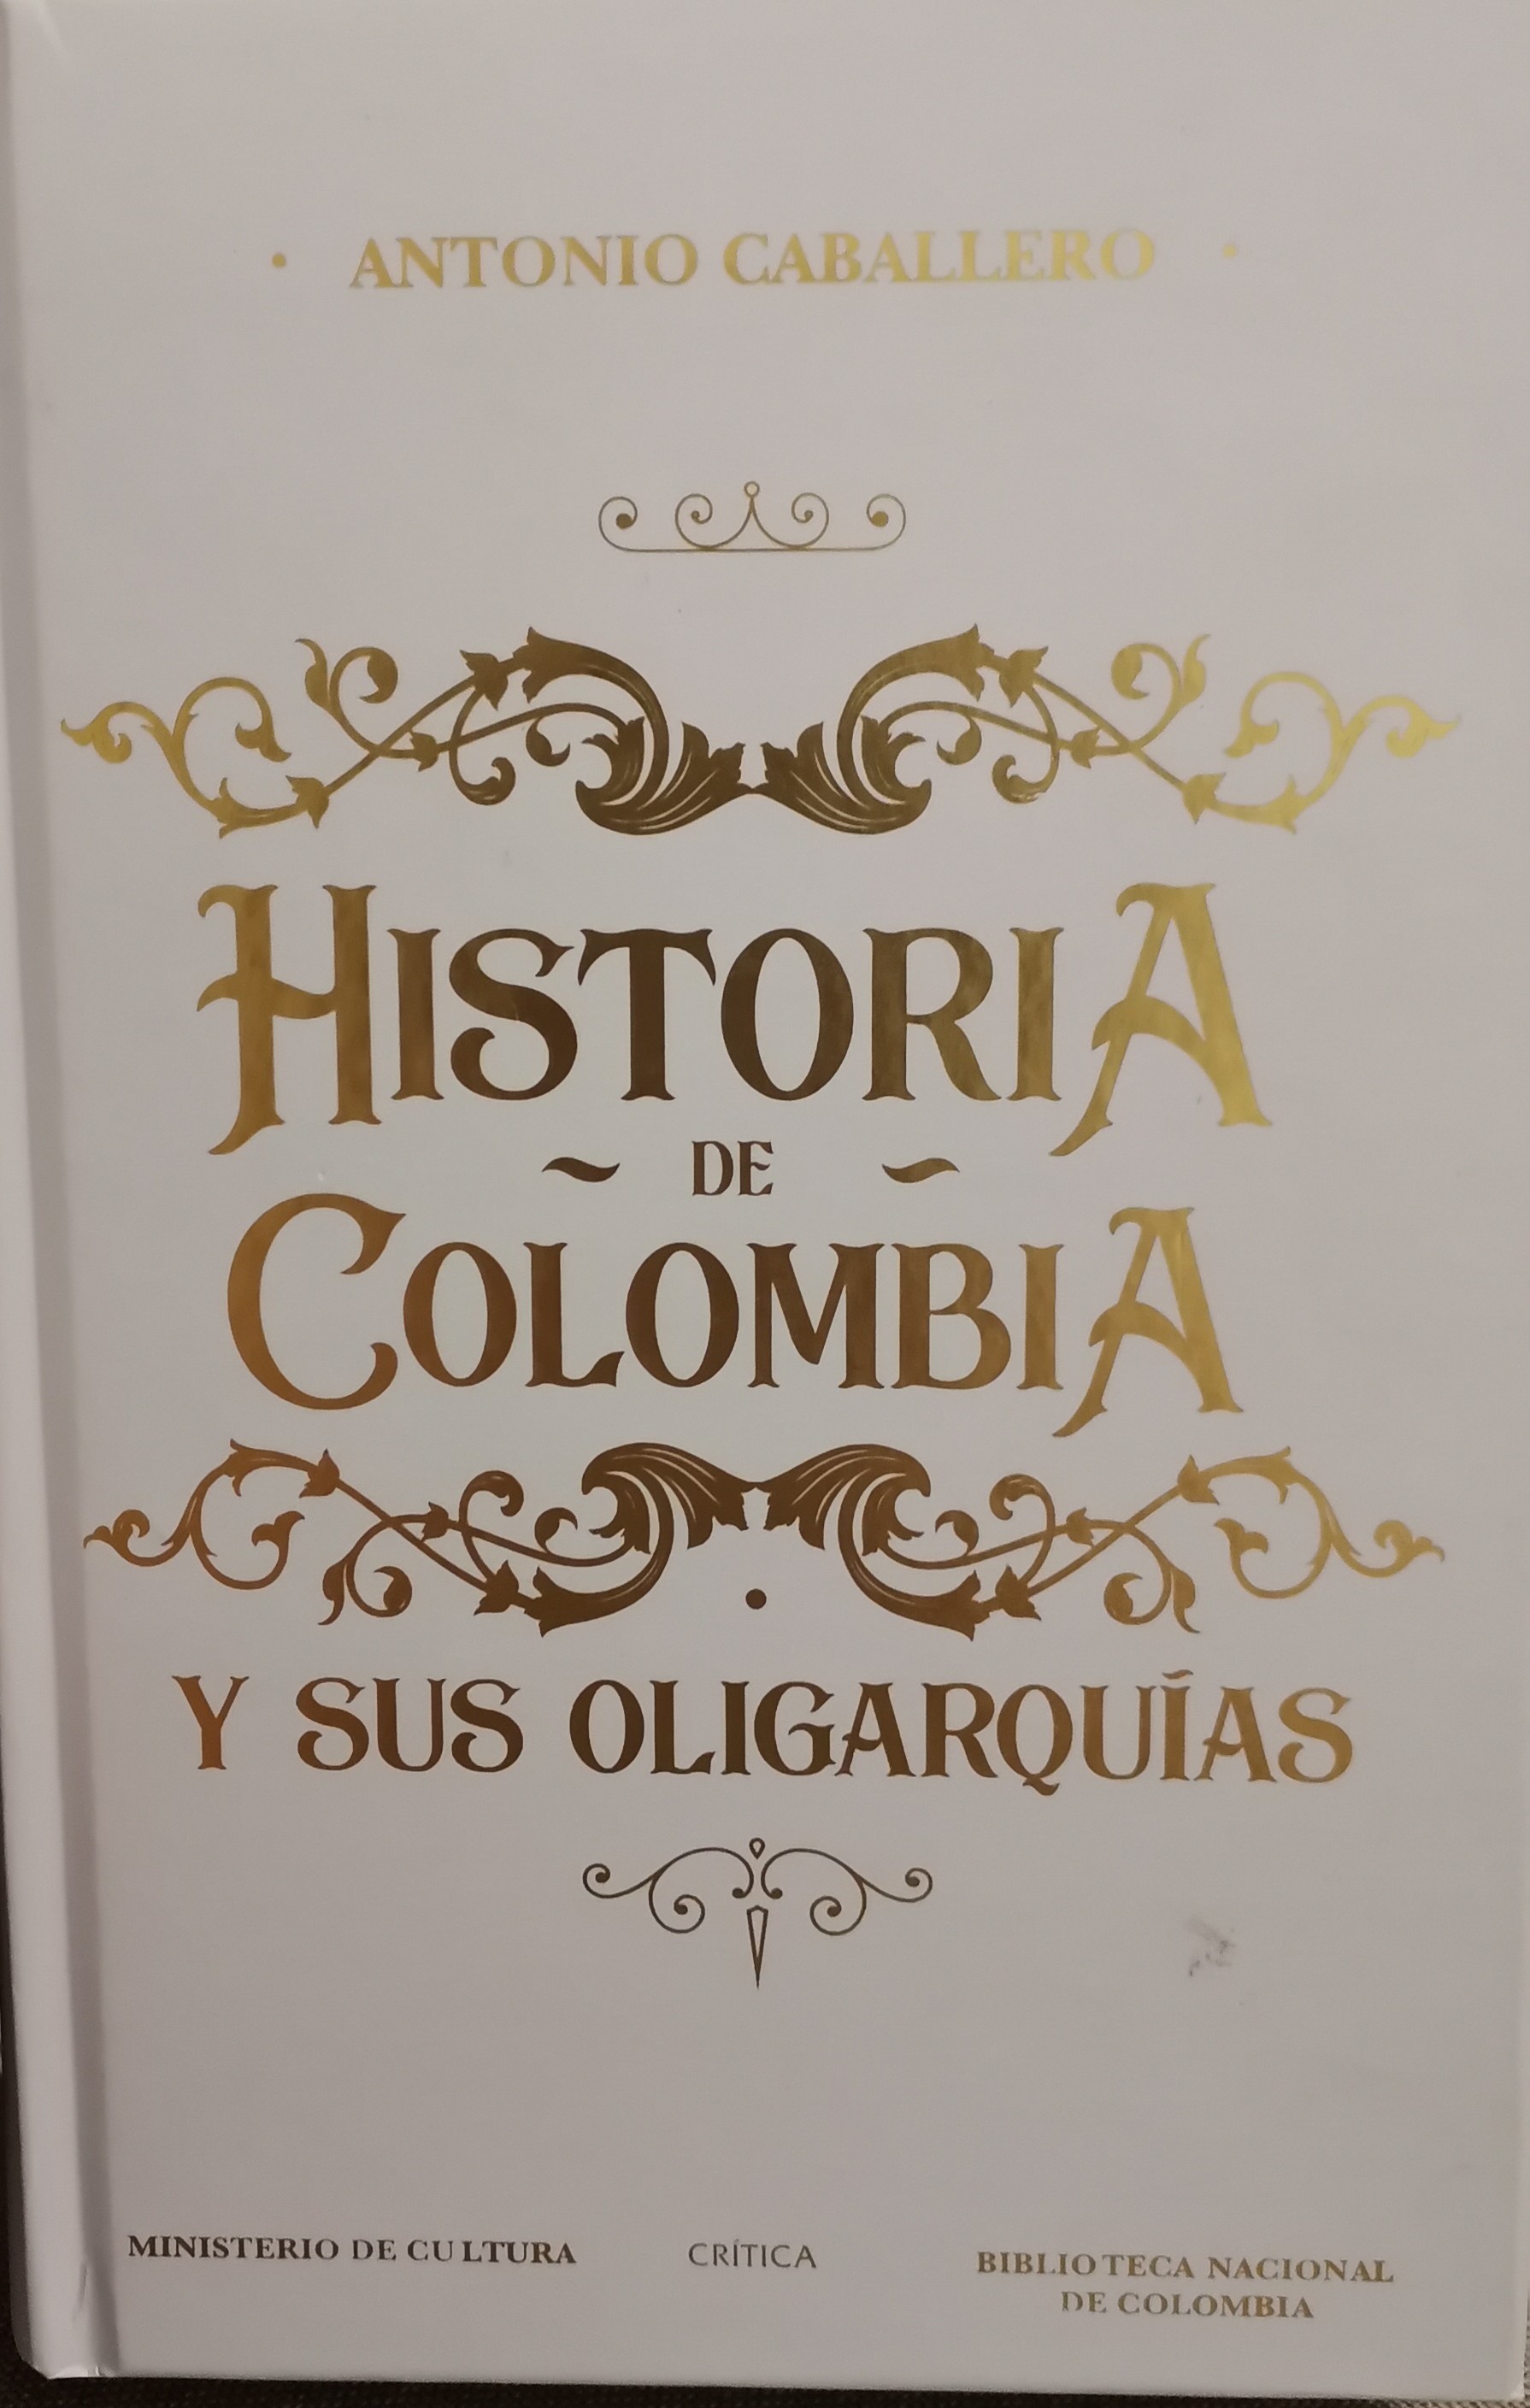 · ANTONIO CABALLERO ·
HISTORIA
~ DE ~
COLOMBIA
Y SUS OLIGARQUÍAS
MINISTERIO DE CULTURA
CRÍTICA
BIBLIOTECA NACIONAL
DE COLOMBIA